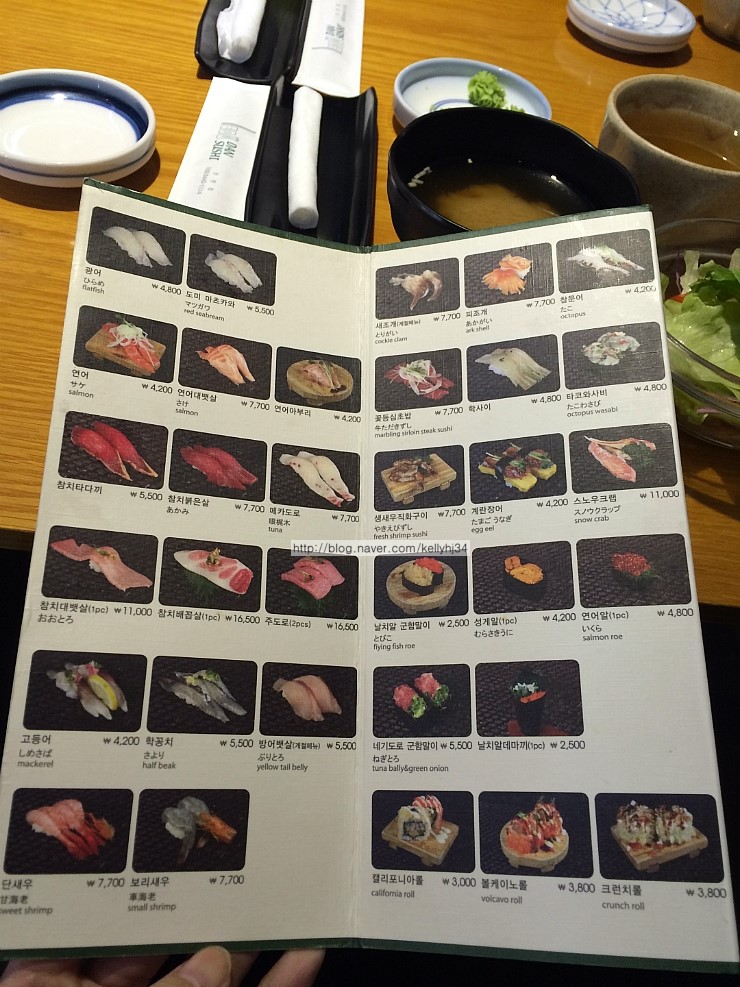 DAN
SUSHI
광어 ₩ 4,800
ひらめ
flatfish
도미 마츠카와
マツガワ ₩ 5,500
red seabream
연어 ₩ 4,200
サケ
salmon
연어대뱃살 ₩ 7,700
さけ
salmon
연어아부리 ₩ 4,200
참치타다끼 ₩ 5,500
참치붉은살 ₩ 7,700
あかみ
메카도로 ₩ 7,700
眼梶木
tuna
참치대뱃살(1pc) ₩ 11,000
おおとろ
참치배꼽살(1pc) ₩ 16,500
주도로(2pcs) ₩ 16,500
고등어 ₩ 4,200
しめさば
mackerel
학꽁치 ₩ 5,500
さより
half beak
방어뱃살(계절메뉴) ₩ 5,500
ぶりとろ
yellow tail belly
단새우 ₩ 7,700
甘海老
sweet shrimp
보리새우 ₩ 7,700
車海老
small shrimp
새조개(계절메뉴) ₩ 7,700
とりがい
cockle clam
피조개 ₩ 7,700
あかがい
ark shell
참문어 ₩ 4,200
たこ
octopus
꽃등심초밥 ₩ 7,700
牛ただきずし
marbling sirloin steak sushi
학사이 ₩ 4,800
타코와사비 ₩ 4,800
たこわさび
octopus wasabi
생새우직화구이 ₩ 7,700
やきえびずし
fresh shrimp sushi
계란장어 ₩ 4,200
たまご うなぎ
egg eel
스노우크랩 ₩ 11,000
スノウクラップ
snow crab
날치알 군함말이 ₩ 2,500
とびこ
flying fish roe
성게알(1pc) ₩ 4,200
むらさきうに
연어알(1pc) ₩ 4,800
いくら
salmon roe
네기도로 군함말이 ₩ 5,500
ねぎとろ
tuna bally&green onion
날치알데마끼(1pc) ₩ 2,500
캘리포니아롤 ₩ 3,000
california roll
볼케이노롤 ₩ 3,800
volcavo roll
크런치롤 ₩ 3,800
crunch roll
http://blog.naver.com/kellyhj34